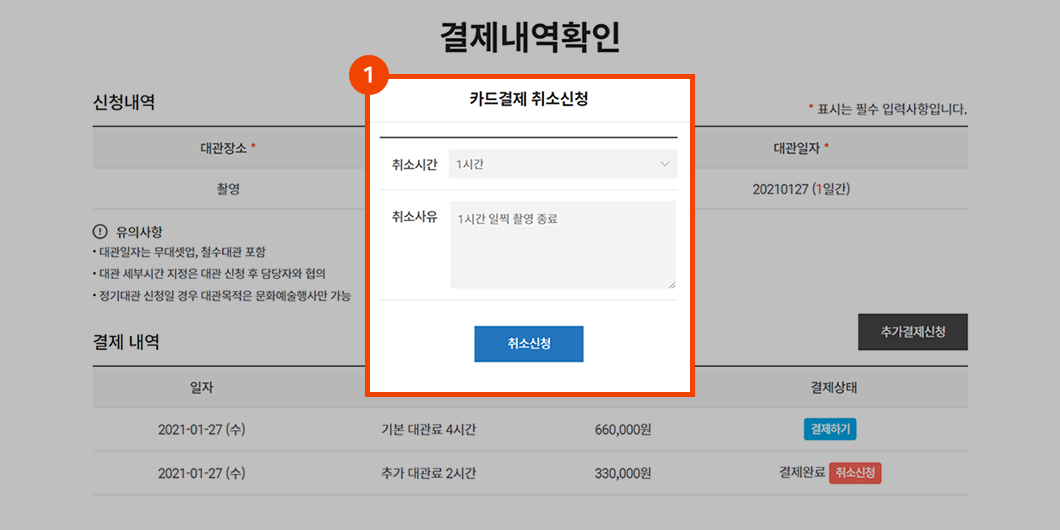 결제내역확인
1
신청내역
* 표시는 필수 입력사항입니다.
대관장소 *
대관일자 *
촬영
20210127 (1일간)
카드결제 취소신청
취소시간
1시간
취소사유
1시간 일찍 촬영 종료
취소신청
! 유의사항
• 대관일자는 무대셋업, 철수대관 포함
• 대관 세부시간 지정은 대관 신청 후 담당자와 협의
• 정기대관 신청일 경우 대관목적은 문화예술행사만 가능
결제 내역
추가결제신청
일자
결제상태
2021-01-27 (수) 기본 대관료 4시간 660,000원 결제하기
2021-01-27 (수) 추가 대관료 2시간 330,000원 결제완료 취소신청